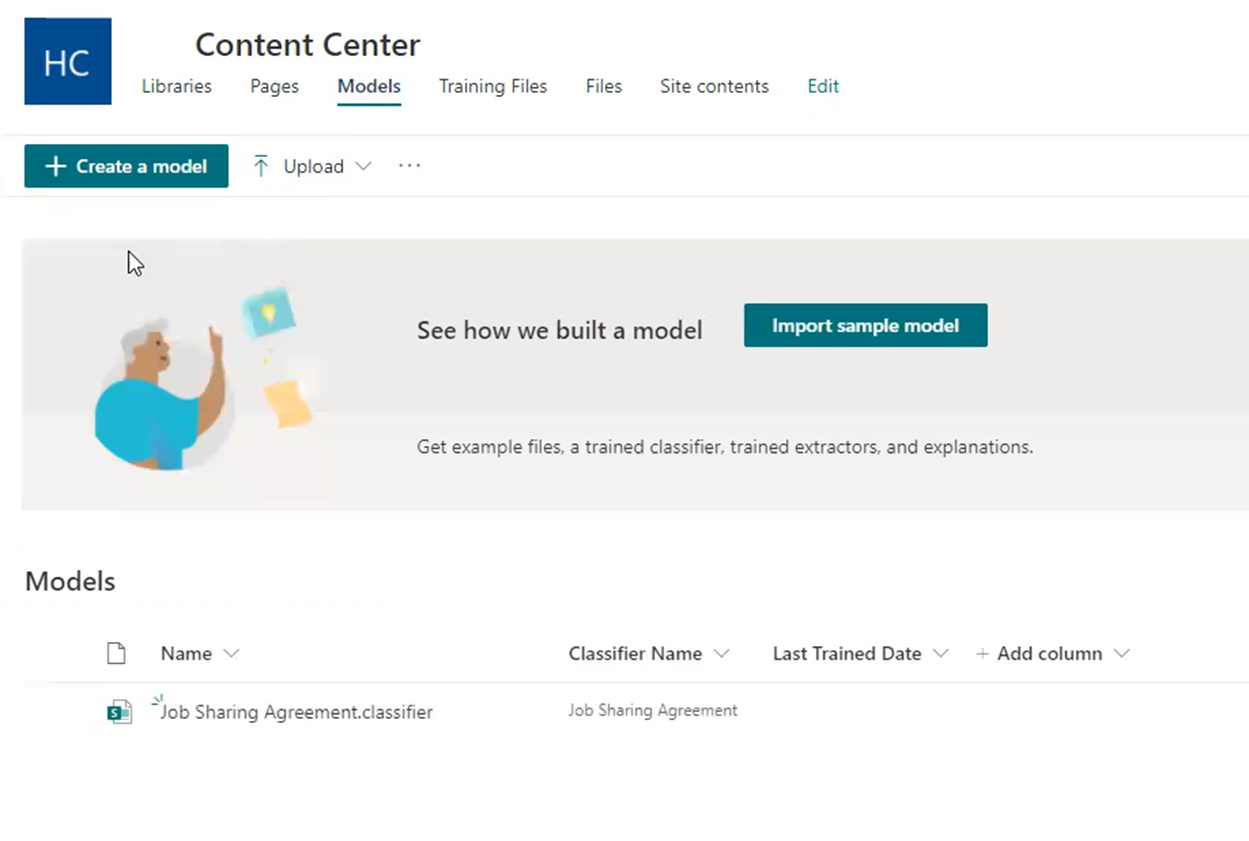 HC
Content Center
Libraries Pages Models Training Files Files Site contents Edit
+ Create a model Upload ···
See how we built a model Import sample model
Get example files, a trained classifier, trained extractors, and explanations.
Models
Name Classifier Name Last Trained Date + Add column
S Job Sharing Agreement.classifier Job Sharing Agreement